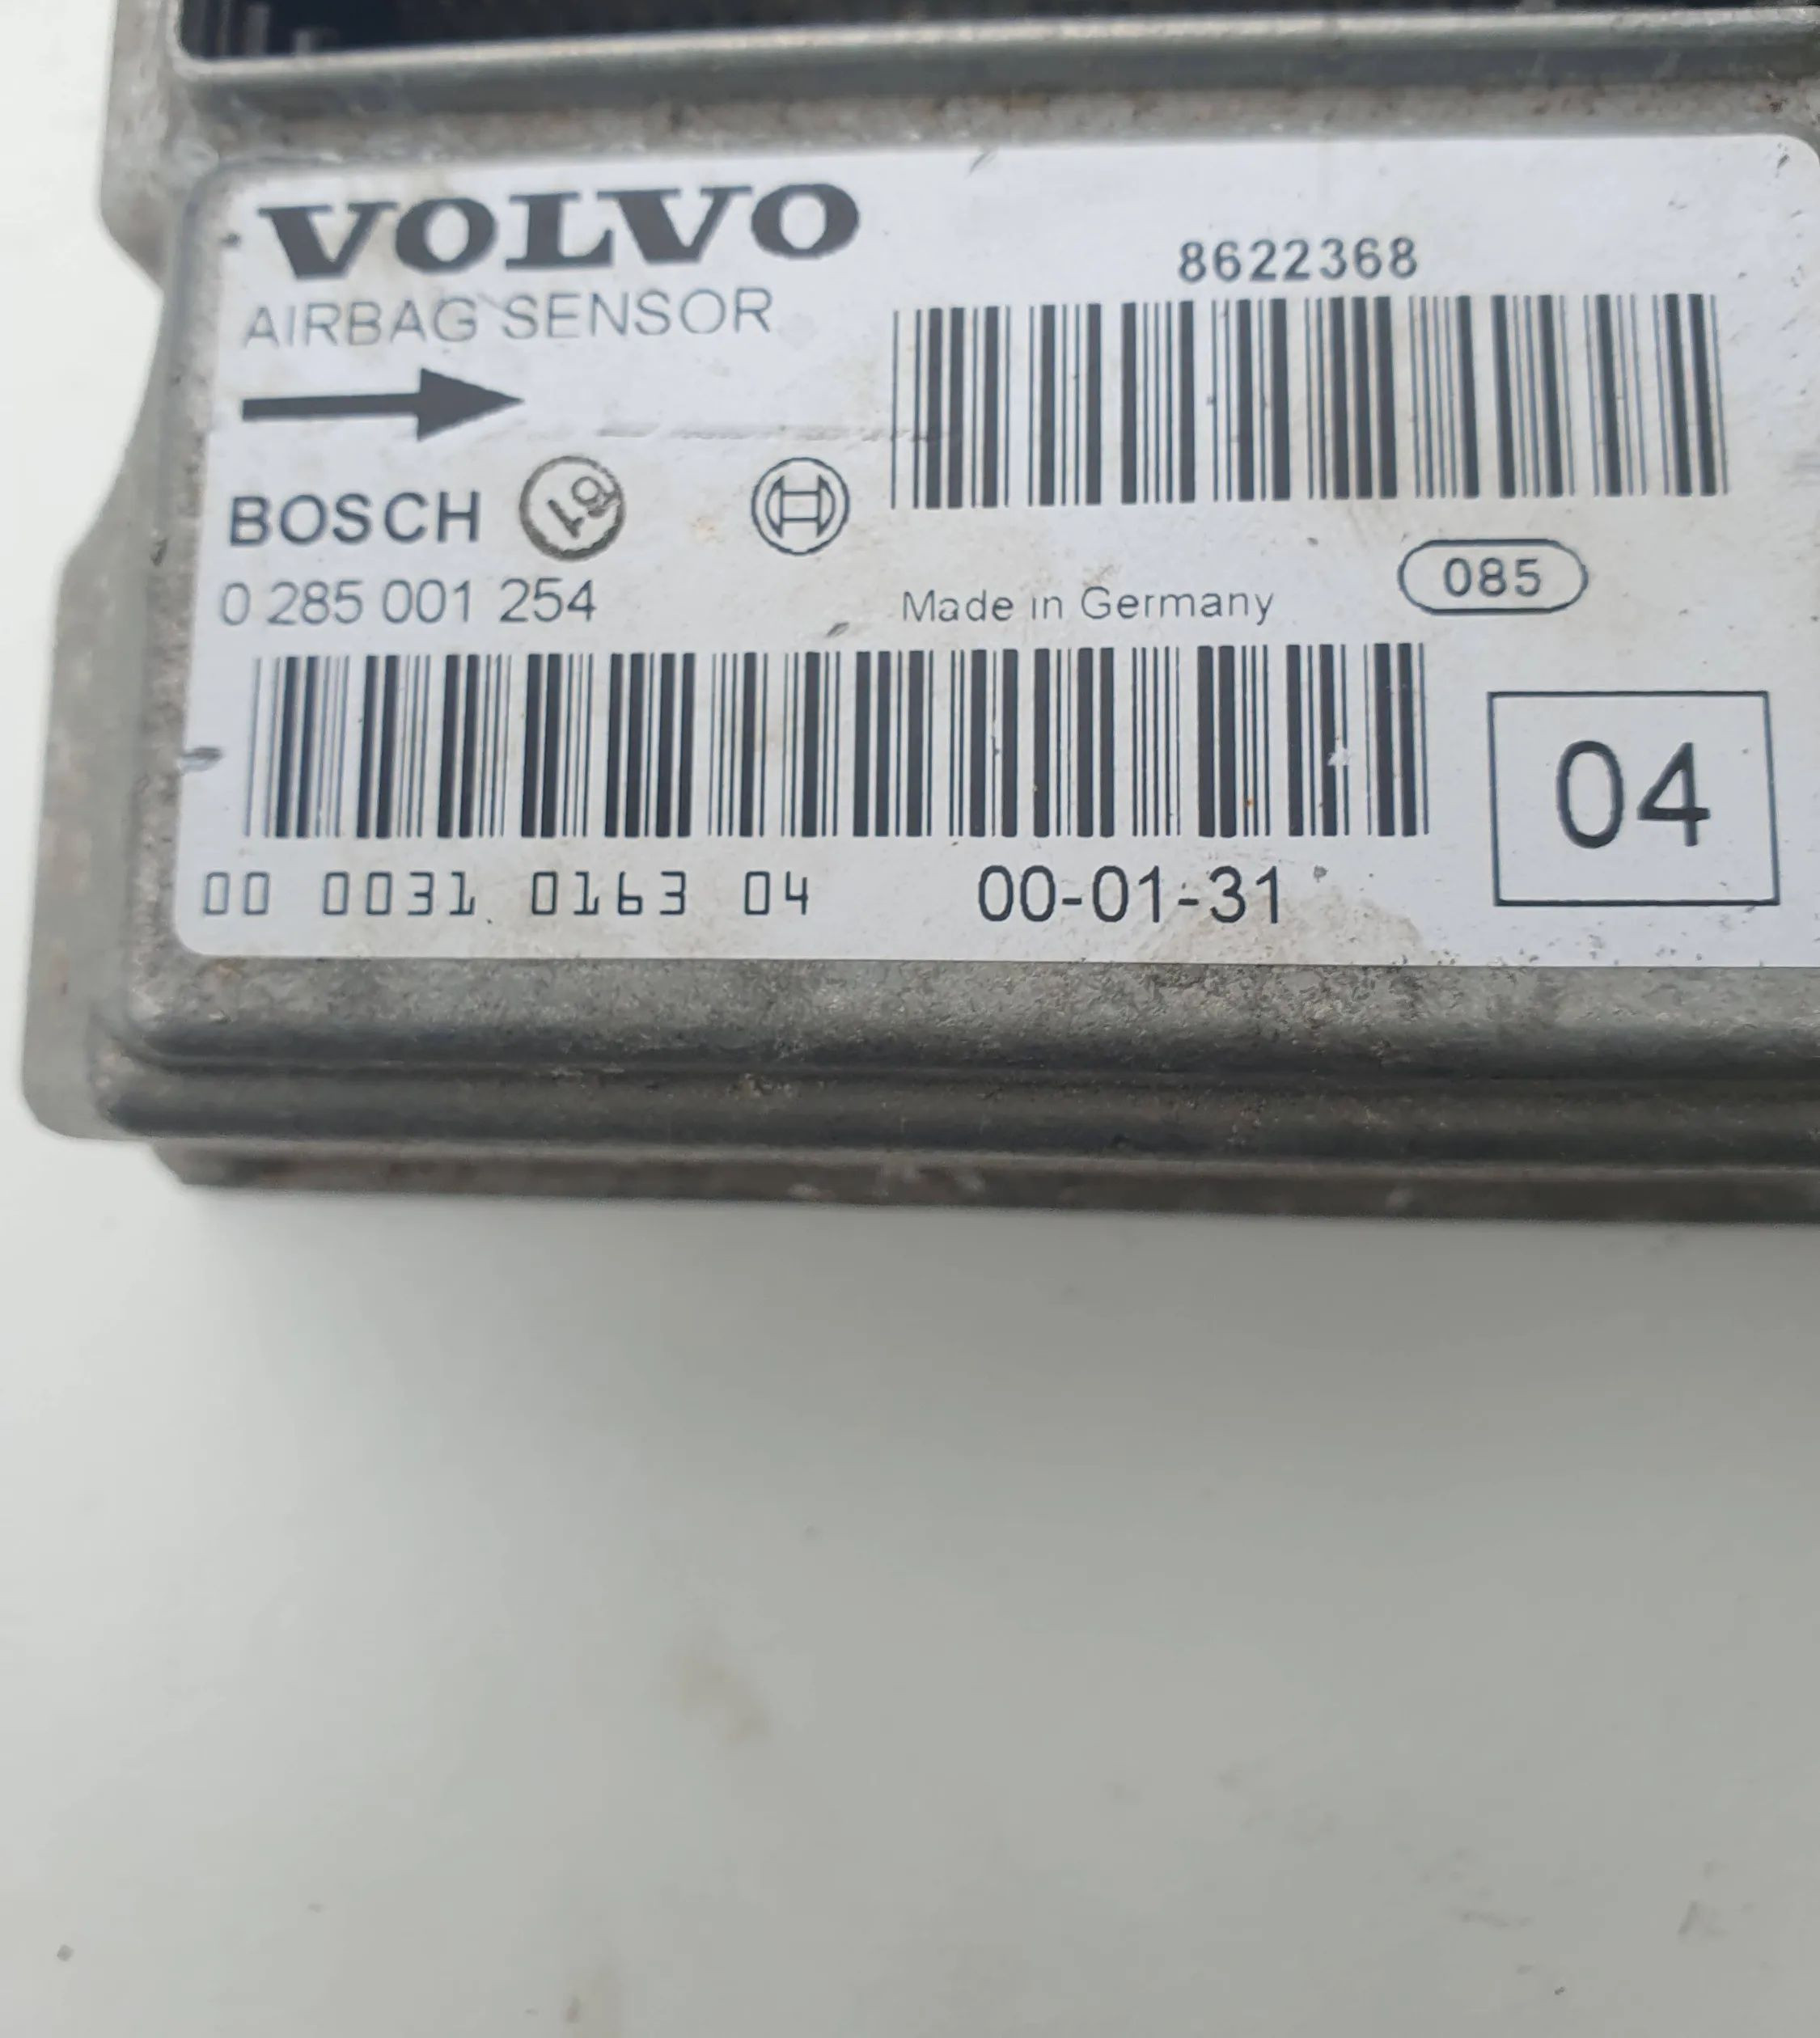 VOLVO
8622368
AIRBAG SENSOR
BOSCH
0 285 001 254
Made in Germany
085
04
00 0031 0163 04
00-01-31